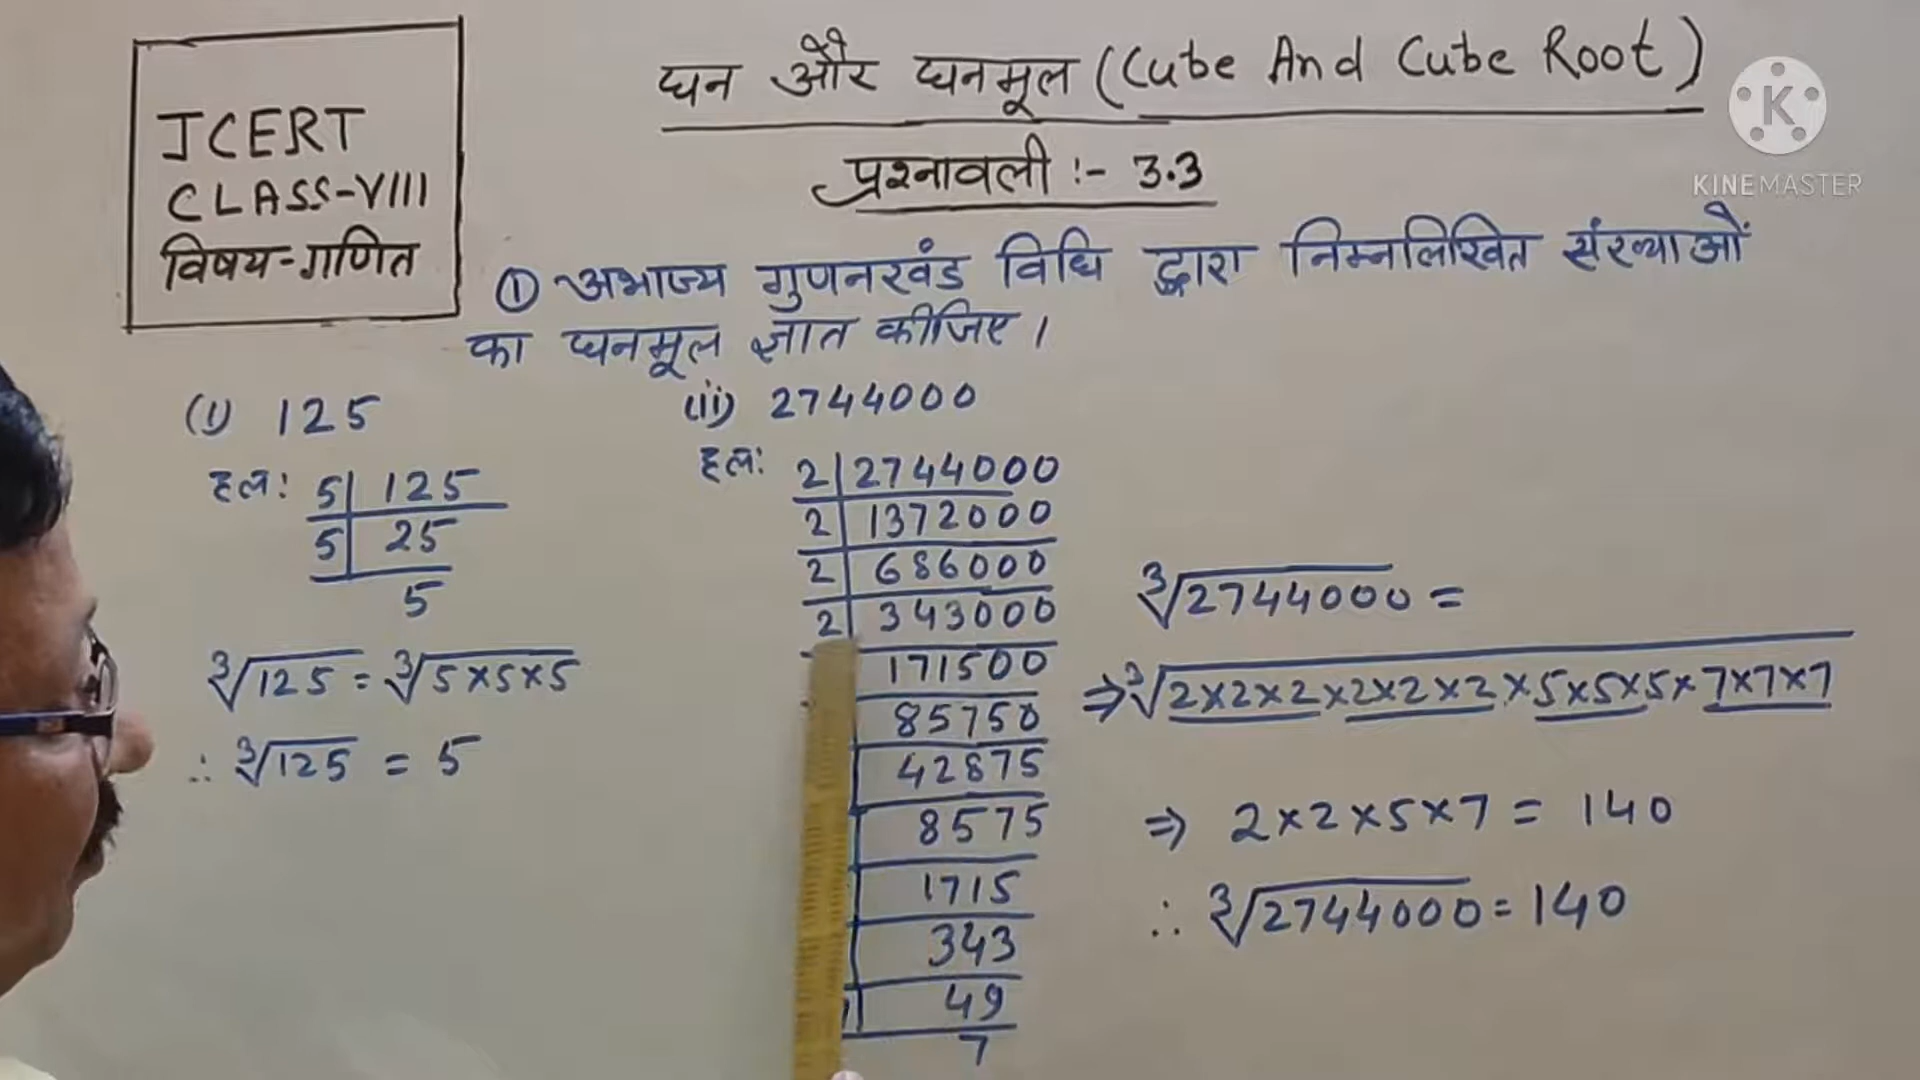 JCERT
CLASS-VIII
विषय-गणित
घन और घनमूल (Cube And Cube Root)
K
KINEMASTER
प्रश्नावली :- 3.3
① अभाज्य गुणनखंड विधि द्वारा निम्नलिखित संख्याओं
का घनमूल ज्ञात कीजिए।
(i) 125
हल: 5| 125
5| 25
5
∛125 = ∛5×5×5
∴ ∛125 = 5
(ii) 2744000
हल: 2|2744000
2|1372000
2|686000
2|343000
171500
85750
42875
8575
1715
343
49
7
∛2744000 =
⇒ ∛2×2×2×2×2×2×5×5×5×7×7×7
⇒ 2×2×5×7 = 140
∴ ∛2744000 = 140